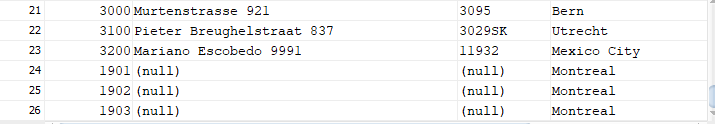 21 3000 Murtenstrasse 921 3095 Bern
22 3100 Pieter Breughelstraat 837 3029SK Utrecht
23 3200 Mariano Escobedo 9991 11932 Mexico City
24 1901 (null) (null) Montreal
25 1902 (null) (null) Montreal
26 1903 (null) (null) Montreal